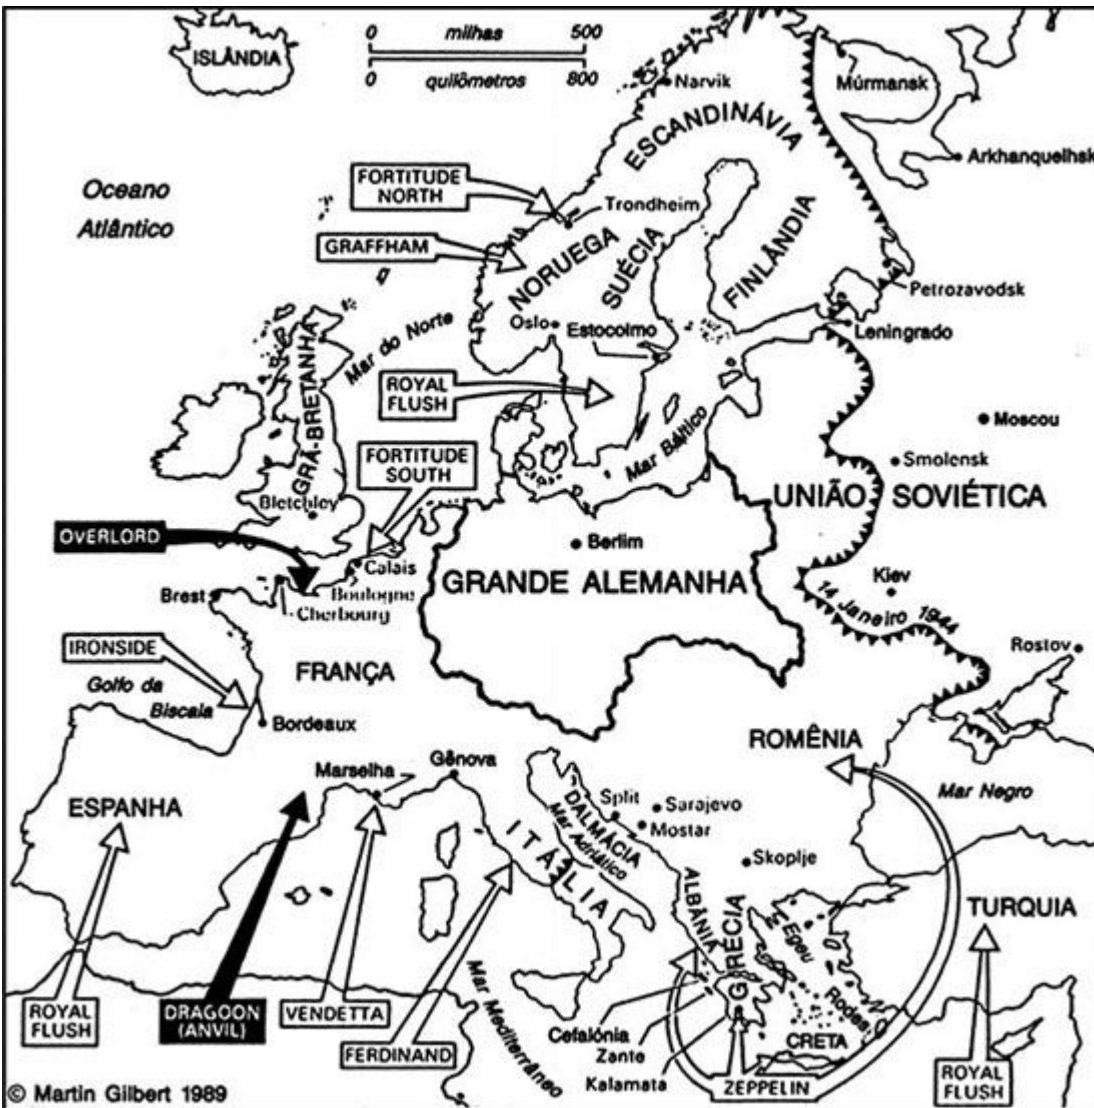 ISLÂNDIA
0 milhas 500
0 quilômetros 800
Narvik
Múrmansk
ESCANDINÁVIA
Arkhanquelhsk
Oceano
Atlântico
FORTITUDE
NORTH
Trondheim
GRAFFHAM
NORUEGA
SUÉCIA
FINLÂNDIA
Petrozavodsk
Oslo
Estocolmo
Leningrado
Mar do Norte
GRÃ-BRETANHA
ROYAL
FLUSH
Mar Báltico
Moscou
FORTITUDE
SOUTH
Smolensk
Bletchley
UNIÃO SOVIÉTICA
OVERLORD
Berlim
Calais
GRANDE ALEMANHA
Kiev
Boulogne
Brest
Cherbourg
14 Janeiro 1944
IRONSIDE
Rostov
FRANÇA
Golfo da
Biscaia
Bordeaux
ROMÊNIA
Gênova
Marselha
Mar Negro
ESPANHA
Split
Sarajevo
DALMÁCIA
Mostar
Mar Adriático
ITÁLIA
Skoplje
ALBÂNIA
GRÉCIA
Egeu
TURQUIA
Mar Mediterrâneo
Rodes
ROYAL
FLUSH
DRAGOON
(ANVIL)
VENDETTA
FERDINAND
Cefalónia
Zante
Kalamata
CRETA
ZEPPELIN
ROYAL
FLUSH
© Martin Gilbert 1989